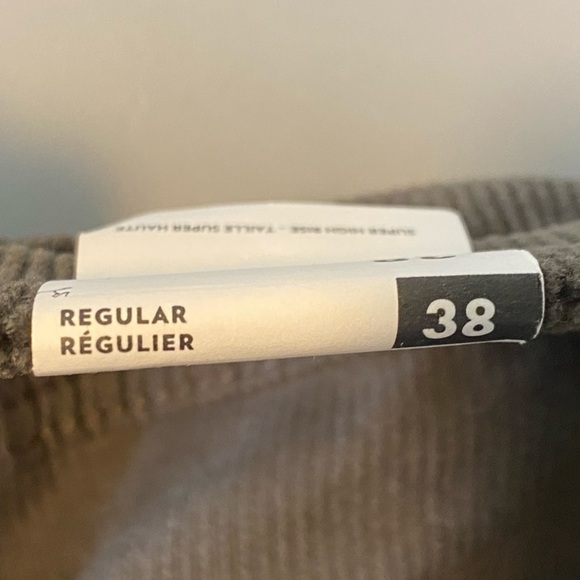 SUPER HIGH RISE - TAILLE SUPER HAUTE
REGULAR
RÉGULIER
38